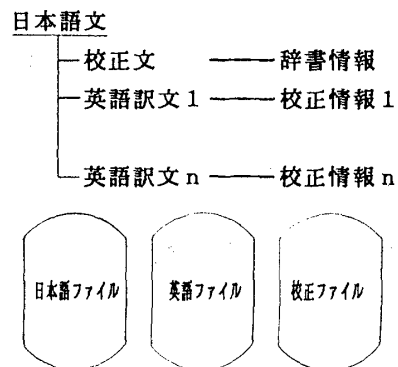 日本語文
校正文 辞書情報
英語訳文1 校正情報1
英語訳文n 校正情報n
日本語ファイル 英語ファイル 校正ファイル